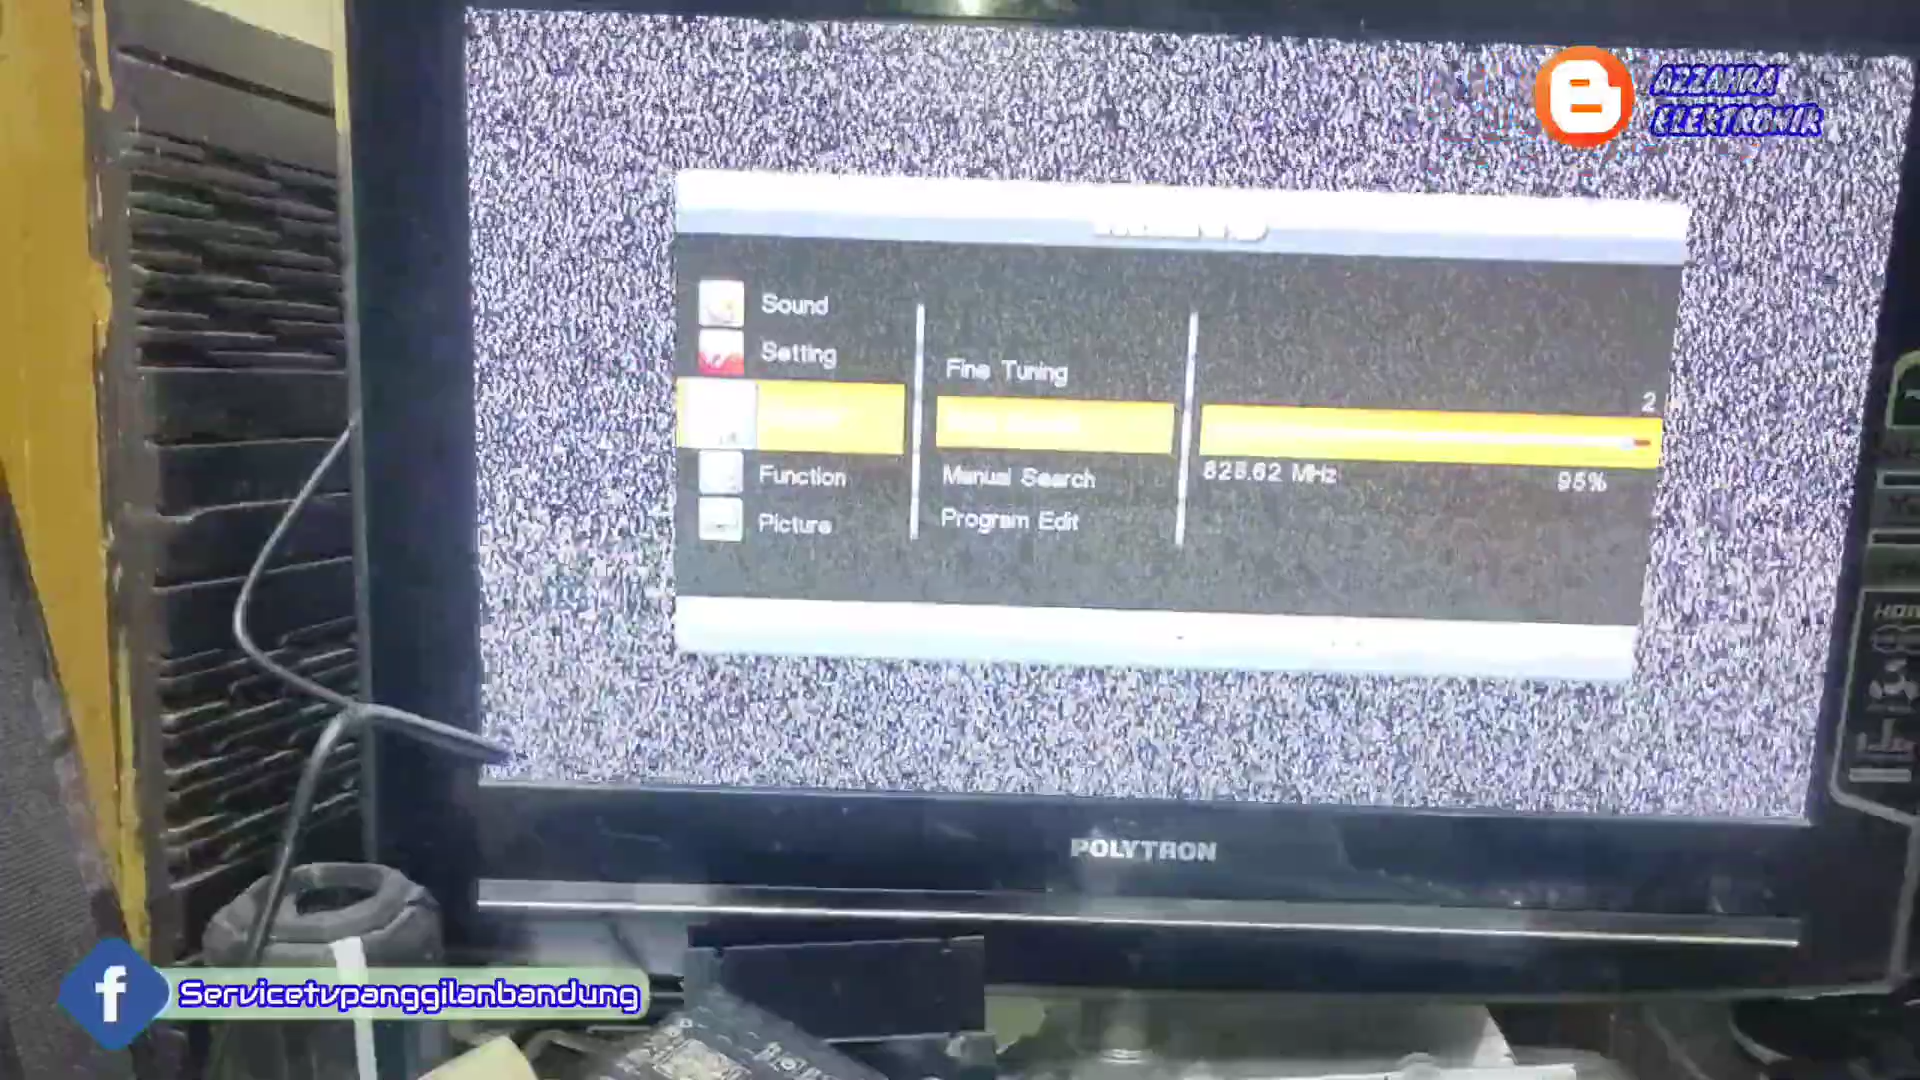 AZZAHRA
ELEKTRONIK
Sound
Setting
Fine Tuning
2
Function
Manual Search
828.62 MHz
95%
Picture
Program Edit
POLYTRON
Servicetvpanggilanbandung